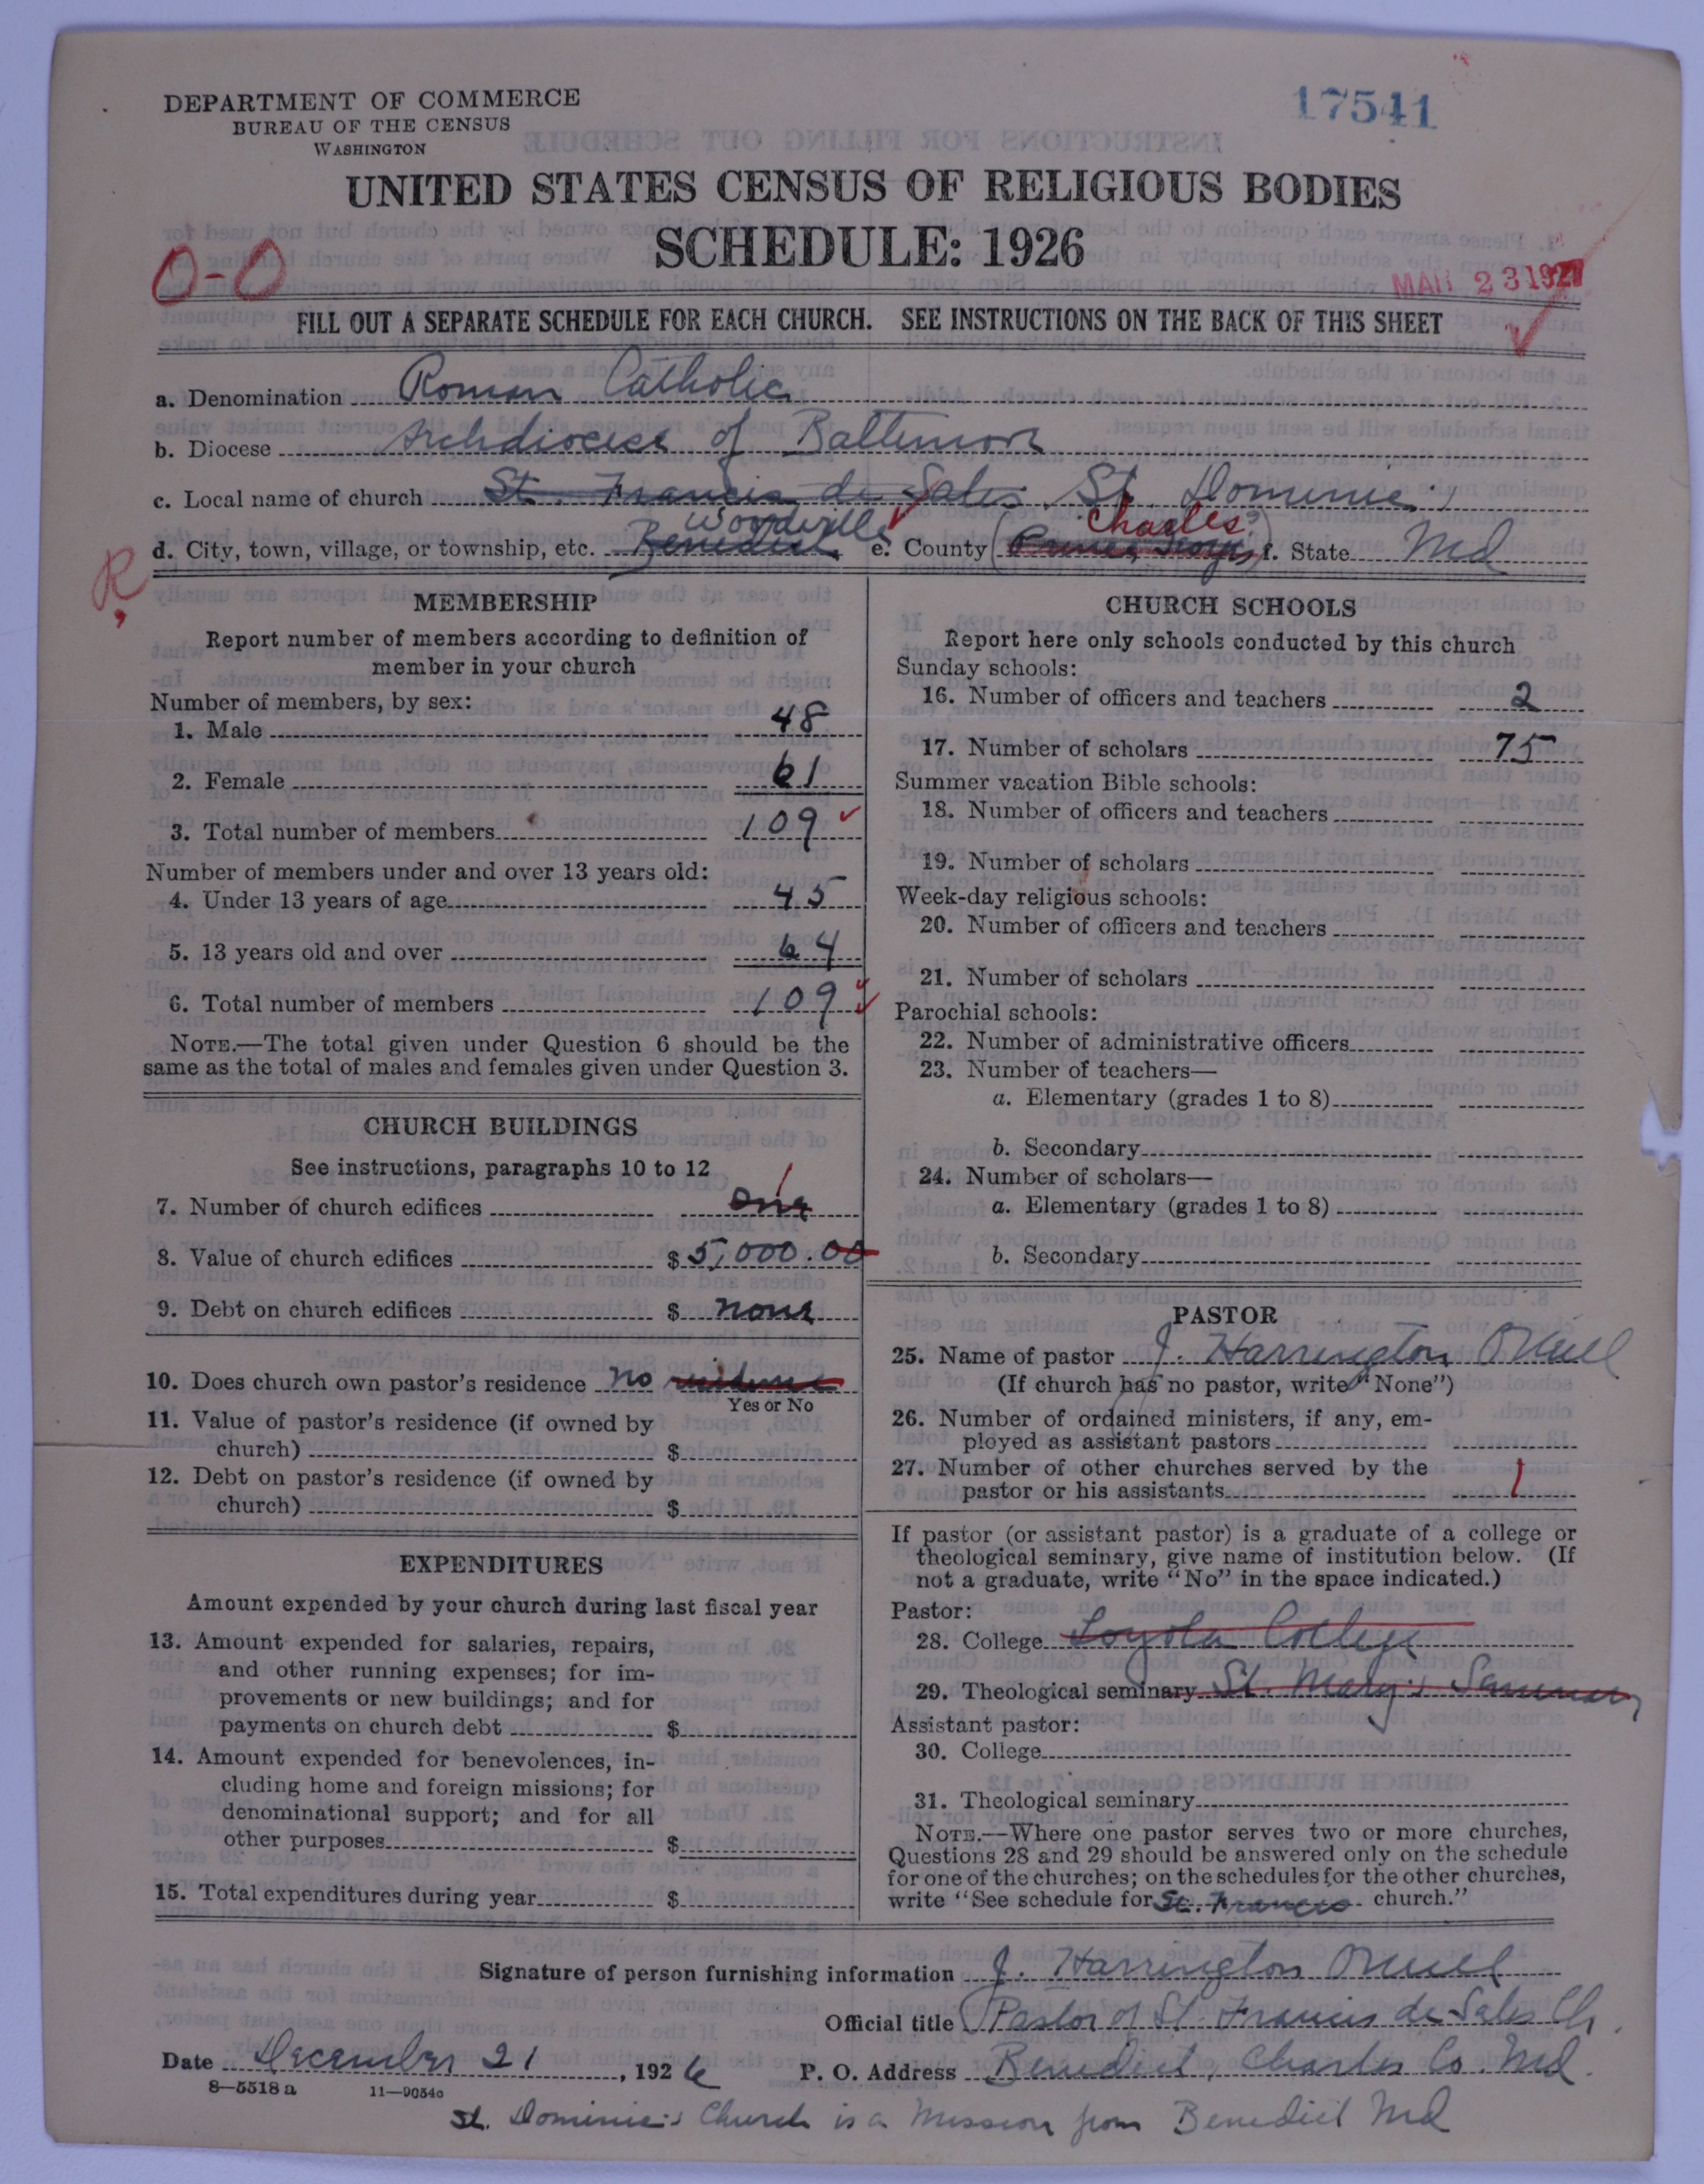 DEPARTMENT OF COMMERCE
BUREAU OF THE CENSUS
WASHINGTON
17541
UNITED STATES CENSUS OF RELIGIOUS BODIES
SCHEDULE: 1926
O-O
MAR 23 1927
FILL OUT A SEPARATE SCHEDULE FOR EACH CHURCH. SEE INSTRUCTIONS ON THE BACK OF THIS SHEET
a. Denomination Roman Catholic
b. Diocese Archdiocese of Baltimore
c. Local name of church St. Francis de Sales St. Dominic's
Woodville Charles
d. City, town, village, or township, etc. Benedict e. County (Prince Georges) f. State Md
R
MEMBERSHIP
Report number of members according to definition of
member in your church
Number of members, by sex:
1. Male 48
2. Female 61
3. Total number of members 109
Number of members under and over 13 years old:
4. Under 13 years of age 45
5. 13 years old and over 64
6. Total number of members 109
NOTE.—The total given under Question 6 should be the
same as the total of males and females given under Question 3.
CHURCH BUILDINGS
See instructions, paragraphs 10 to 12
1
7. Number of church edifices one
8. Value of church edifices $ 5,000.00
9. Debt on church edifices $ none
10. Does church own pastor's residence no residence
Yes or No
11. Value of pastor's residence (if owned by
church) $
12. Debt on pastor's residence (if owned by
church) $
EXPENDITURES
Amount expended by your church during last fiscal year
13. Amount expended for salaries, repairs,
and other running expenses; for im-
provements or new buildings; and for
payments on church debt $
14. Amount expended for benevolences, in-
cluding home and foreign missions; for
denominational support; and for all
other purposes $
15. Total expenditures during year $
CHURCH SCHOOLS
Report here only schools conducted by this church
Sunday schools:
16. Number of officers and teachers 2
17. Number of scholars 75
Summer vacation Bible schools:
18. Number of officers and teachers
19. Number of scholars
Week-day religious schools:
20. Number of officers and teachers
21. Number of scholars
Parochial schools:
22. Number of administrative officers
23. Number of teachers—
a. Elementary (grades 1 to 8)
b. Secondary
24. Number of scholars—
a. Elementary (grades 1 to 8)
b. Secondary
PASTOR
25. Name of pastor J. Harrington O'Neill
(If church has no pastor, write "None")
26. Number of ordained ministers, if any, em-
ployed as assistant pastors
27. Number of other churches served by the
pastor or his assistants 1
If pastor (or assistant pastor) is a graduate of a college or
theological seminary, give name of institution below. (If
not a graduate, write "No" in the space indicated.)
Pastor:
28. College Loyola College
29. Theological seminary St. Mary's Seminary
Assistant pastor:
30. College
31. Theological seminary
NOTE.—Where one pastor serves two or more churches,
Questions 28 and 29 should be answered only on the schedule
for one of the churches; on the schedules for the other churches,
write "See schedule for St. Francis church."
Signature of person furnishing information J. Harrington O'Neill
Official title Pastor of St. Francis de Sales Ch.
Date December 21, 1926 P. O. Address Benedict, Charles Co. Md.
8—5518 a 11—9054c
St. Dominic's Church is a Mission from Benedict Md